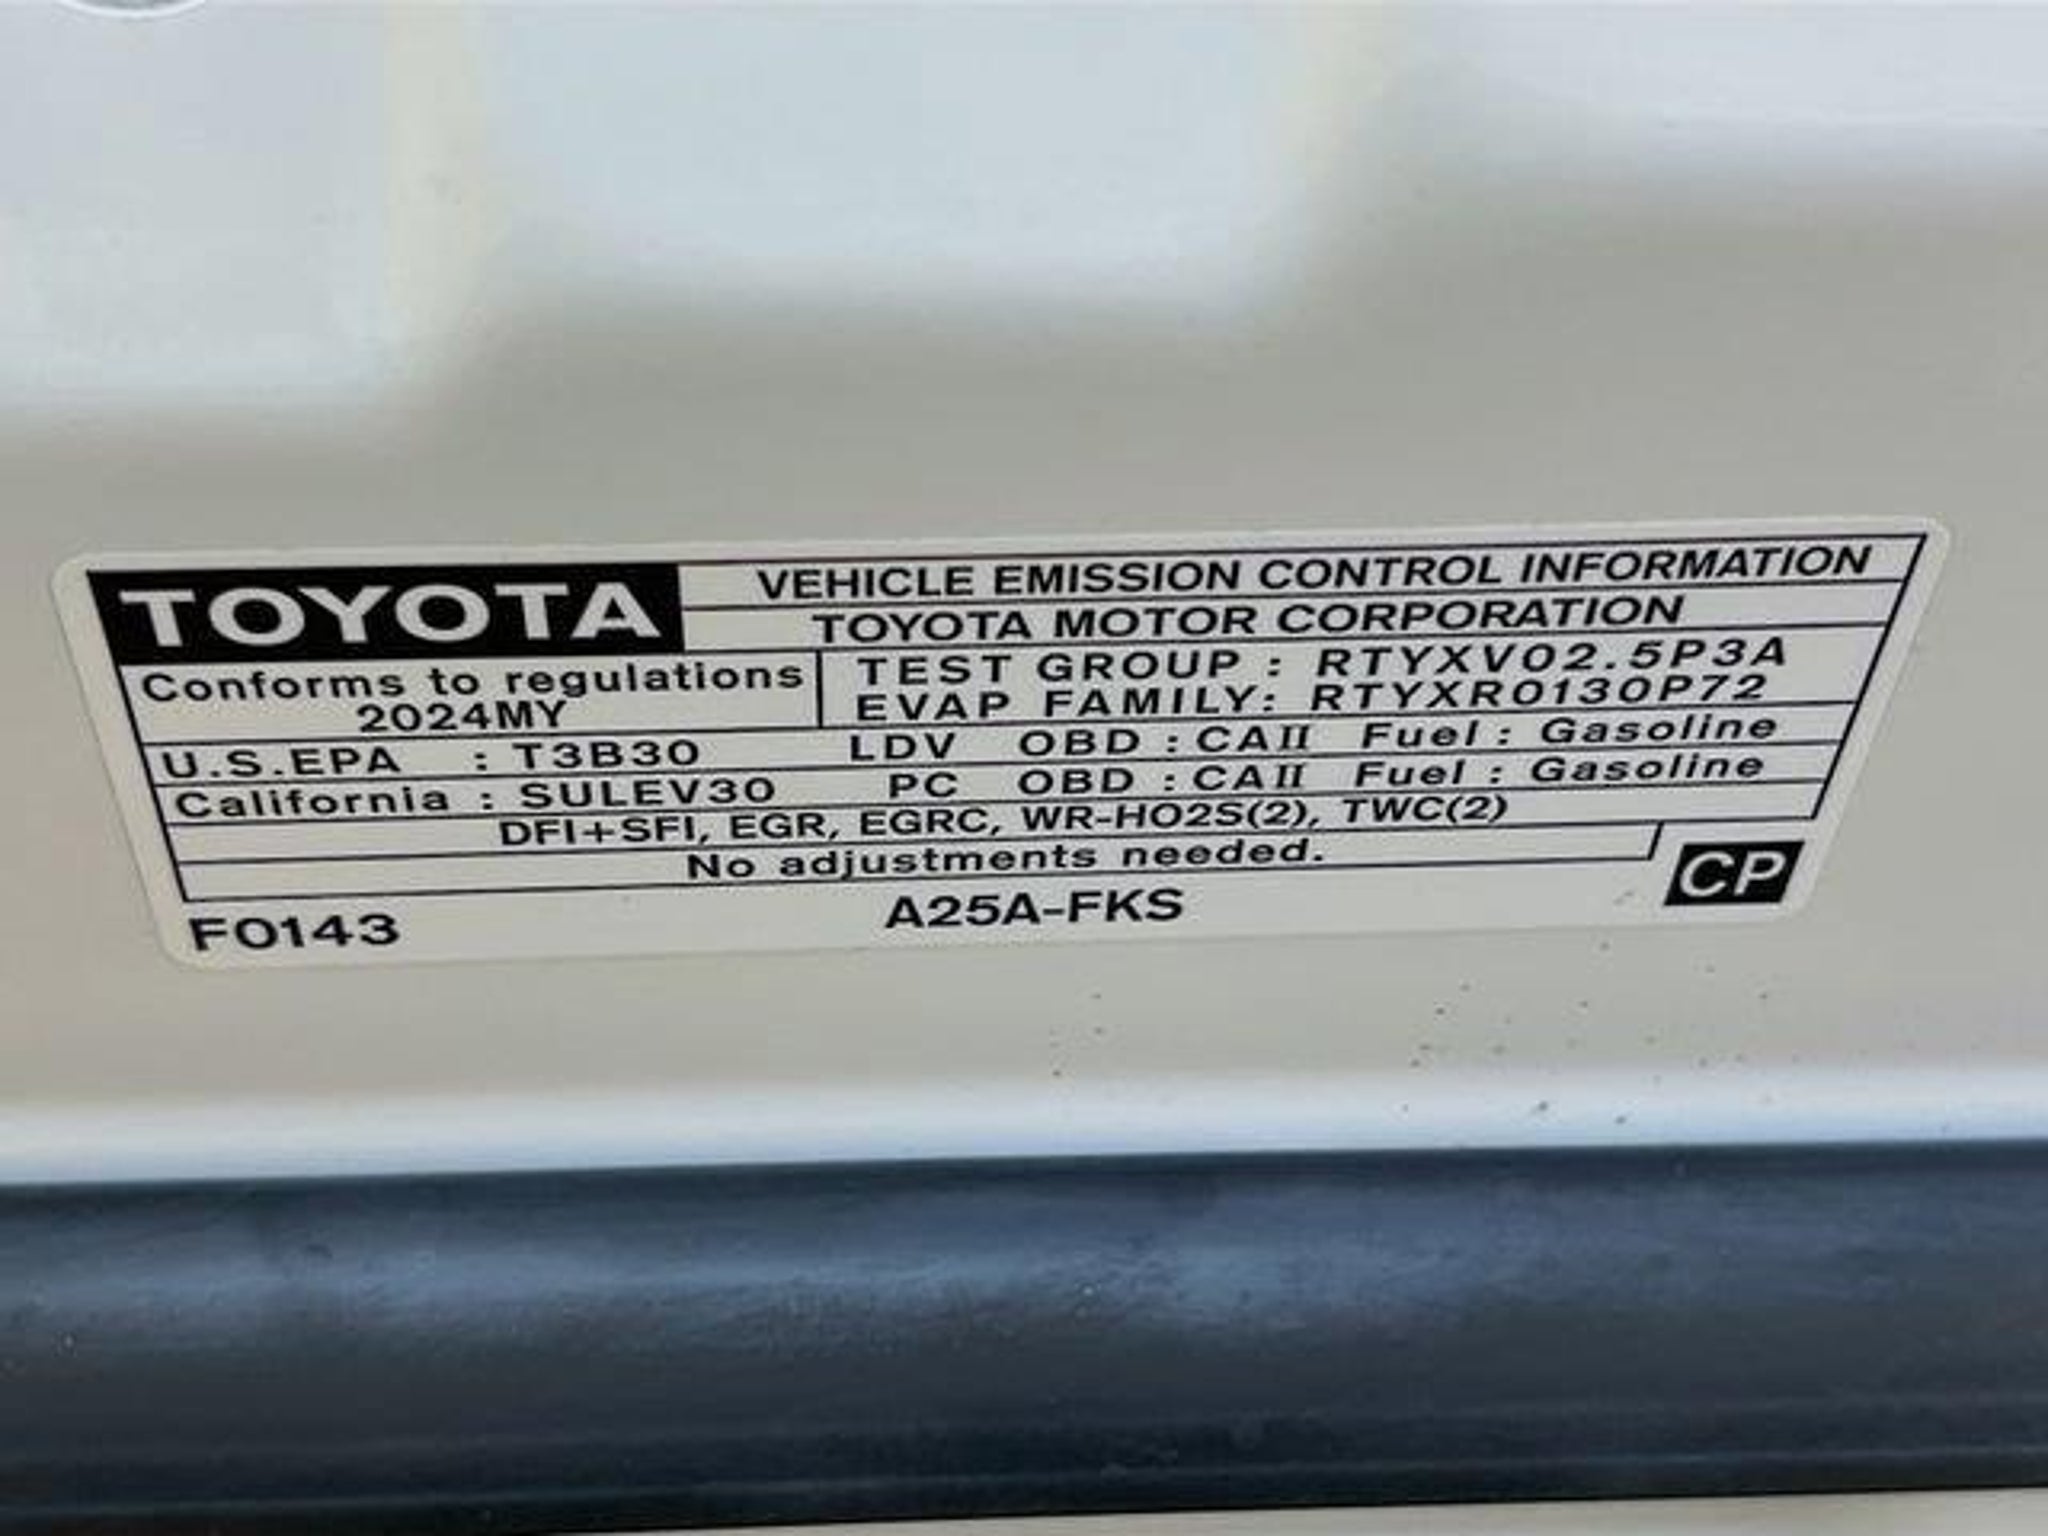 TOYOTA
VEHICLE EMISSION CONTROL INFORMATION
TOYOTA MOTOR CORPORATION
Conforms to regulations
2024MY
TEST GROUP : RTYXV02.5P3A
EVAP FAMILY: RTYXR0130P72
U.S.EPA : T3B30 LDV OBD : CAII Fuel : Gasoline
California : SULEV30 PC OBD : CAII Fuel : Gasoline
DFI+SFI, EGR, EGRC, WR-HO2S(2), TWC(2)
No adjustments needed.
F0143 A25A-FKS CP